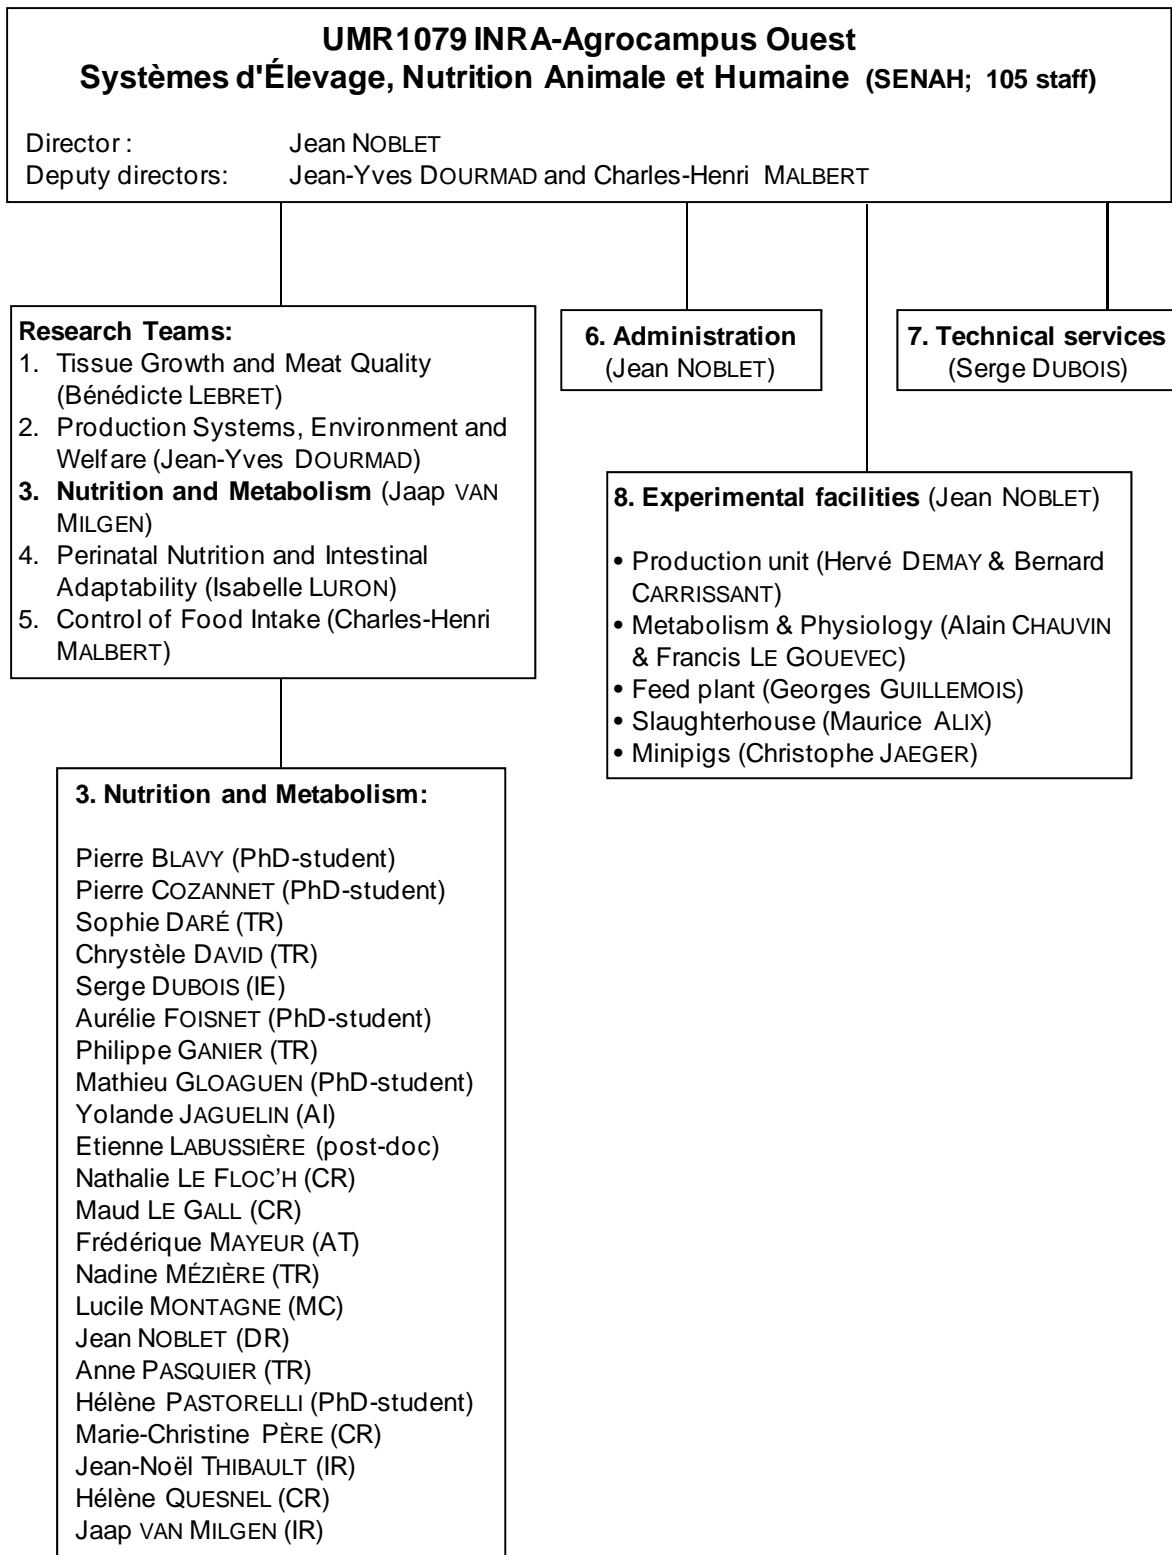 UMR1079 INRA-Agrocampus Ouest
Systèmes d'Élevage, Nutrition Animale et Humaine (SENAH; 105 staff)
Director : Jean NOBLET
Deputy directors: Jean-Yves DOURMAD and Charles-Henri MALBERT
Research Teams:
1. Tissue Growth and Meat Quality
(Bénédicte LEBRET)
2. Production Systems, Environment and
Welfare (Jean-Yves DOURMAD)
3. Nutrition and Metabolism (Jaap VAN
MILGEN)
4. Perinatal Nutrition and Intestinal
Adaptability (Isabelle LURON)
5. Control of Food Intake (Charles-Henri
MALBERT)
6. Administration
(Jean NOBLET)
7. Technical services
(Serge DUBOIS)
8. Experimental facilities (Jean NOBLET)
• Production unit (Hervé DEMAY & Bernard
CARRISSANT)
• Metabolism & Physiology (Alain CHAUVIN
& Francis LE GOUEVEC)
• Feed plant (Georges GUILLEMOIS)
• Slaughterhouse (Maurice ALIX)
• Minipigs (Christophe JAEGER)
3. Nutrition and Metabolism:
Pierre BLAVY (PhD-student)
Pierre COZANNET (PhD-student)
Sophie DARÉ (TR)
Chrystèle DAVID (TR)
Serge DUBOIS (IE)
Aurélie FOISNET (PhD-student)
Philippe GANIER (TR)
Mathieu GLOAGUEN (PhD-student)
Yolande JAGUELIN (AI)
Etienne LABUSSIÈRE (post-doc)
Nathalie LE FLOC'H (CR)
Maud LE GALL (CR)
Frédérique MAYEUR (AT)
Nadine MÉZIÈRE (TR)
Lucile MONTAGNE (MC)
Jean NOBLET (DR)
Anne PASQUIER (TR)
Hélène PASTORELLI (PhD-student)
Marie-Christine PÈRE (CR)
Jean-Noël THIBAULT (IR)
Hélène QUESNEL (CR)
Jaap VAN MILGEN (IR)